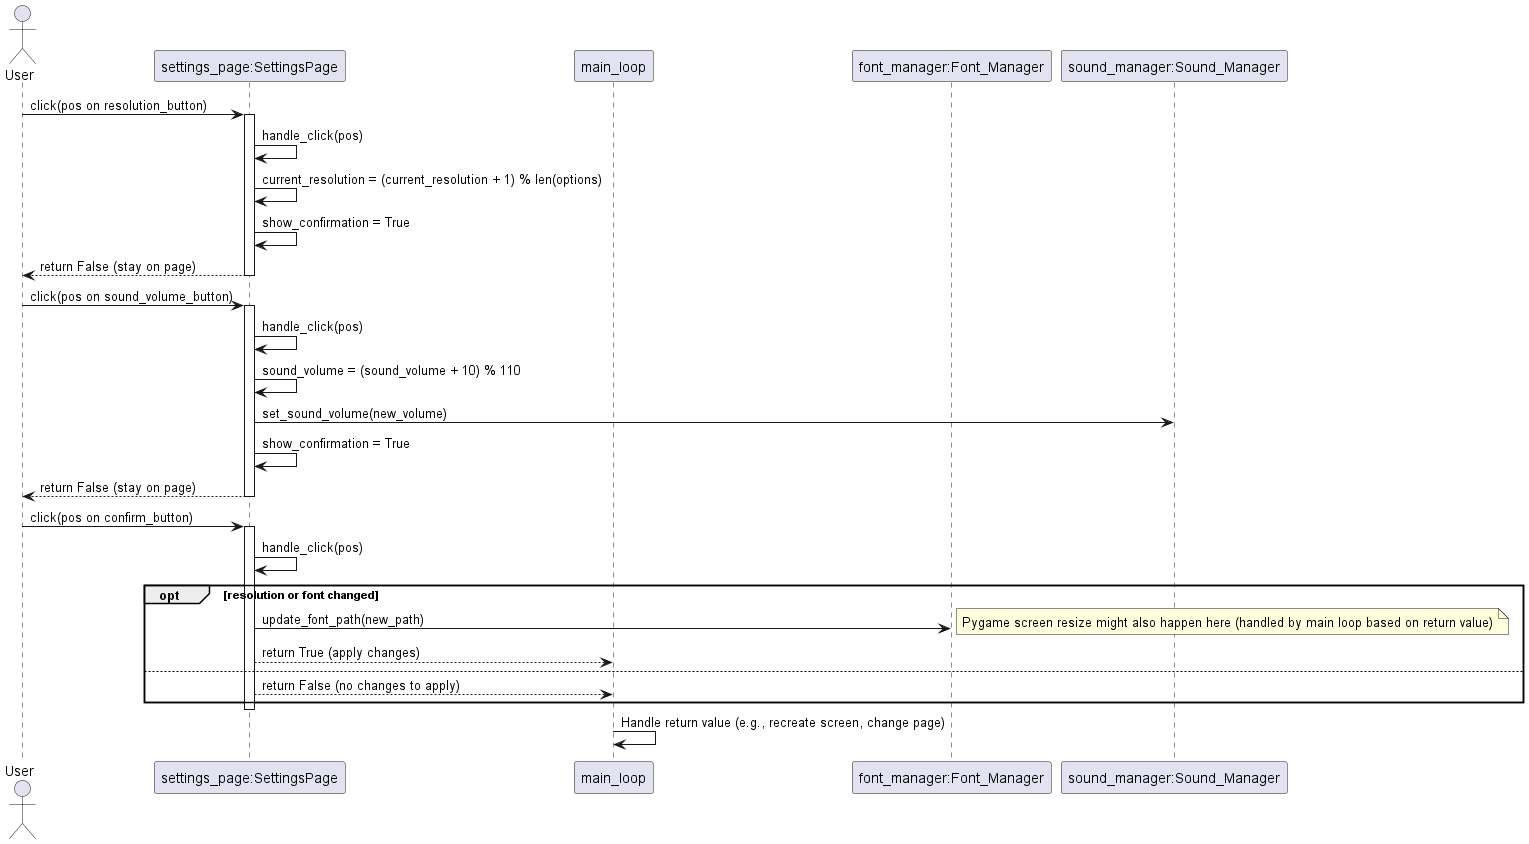 User
settings_page:SettingsPage
main_loop
font_manager:Font_Manager
sound_manager:Sound_Manager
click(pos on resolution_button)
handle_click(pos)
current_resolution = (current_resolution + 1) % len(options)
show_confirmation = True
return False (stay on page)
click(pos on sound_volume_button)
handle_click(pos)
sound_volume = (sound_volume + 10) % 110
set_sound_volume(new_volume)
show_confirmation = True
return False (stay on page)
click(pos on confirm_button)
handle_click(pos)
opt
[resolution or font changed]
update_font_path(new_path)
Pygame screen resize might also happen here (handled by main loop based on return value)
return True (apply changes)
return False (no changes to apply)
Handle return value (e.g., recreate screen, change page)
User
settings_page:SettingsPage
main_loop
font_manager:Font_Manager
sound_manager:Sound_Manager